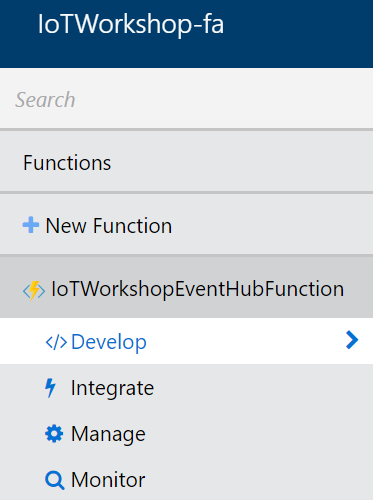 IoTWorkshop-fa
Search
Functions
New Function
IoTWorkshopEventHubFunction
Develop
Integrate
Manage
Monitor